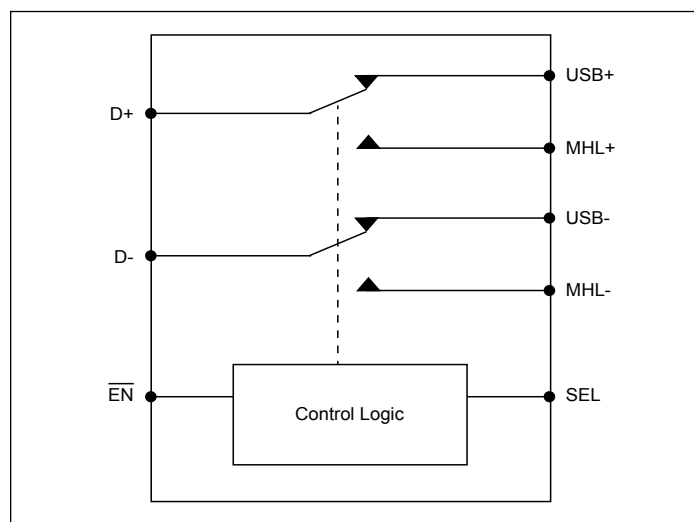 USB+
D+
MHL+
USB-
D-
MHL-
EN
Control Logic
SEL